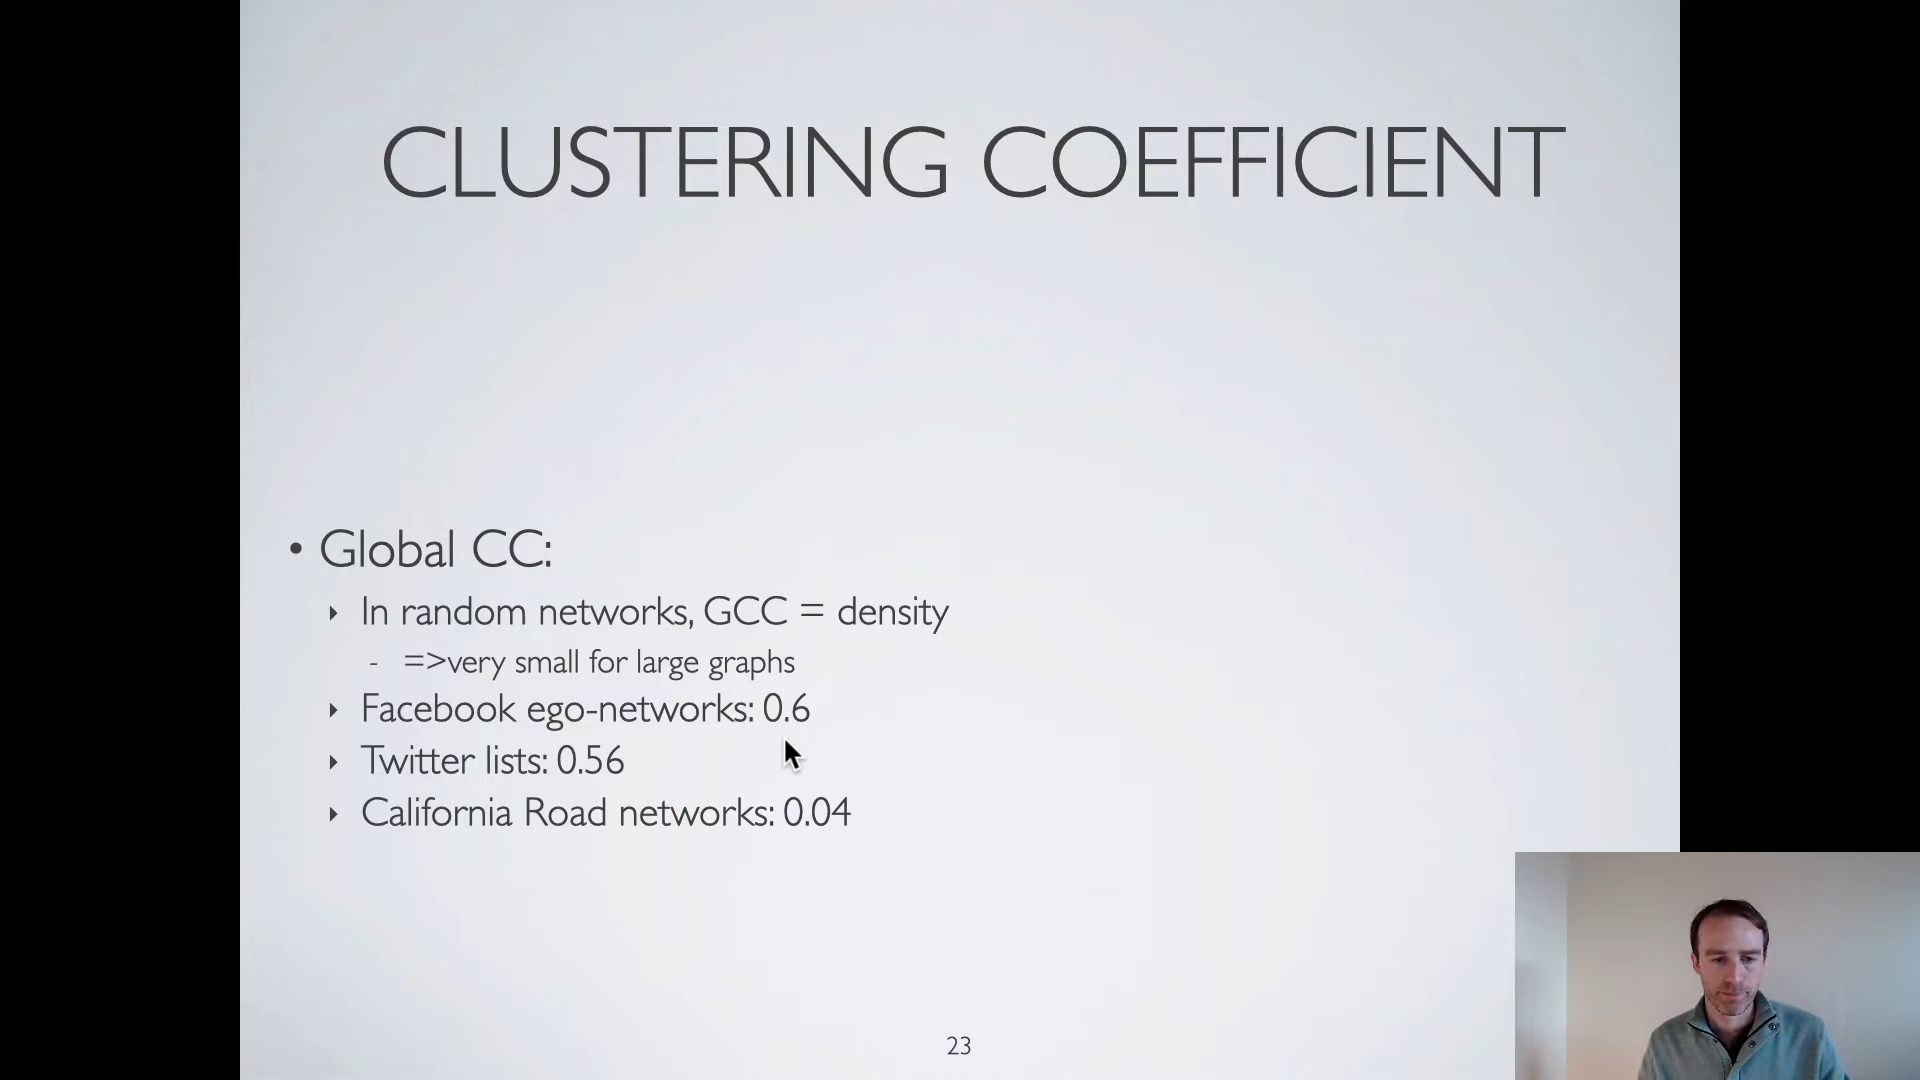 CLUSTERING COEFFICIENT
• Global CC:
‣ In random networks, GCC = density
- =>very small for large graphs
‣ Facebook ego-networks: 0.6
‣ Twitter lists: 0.56
‣ California Road networks: 0.04
23